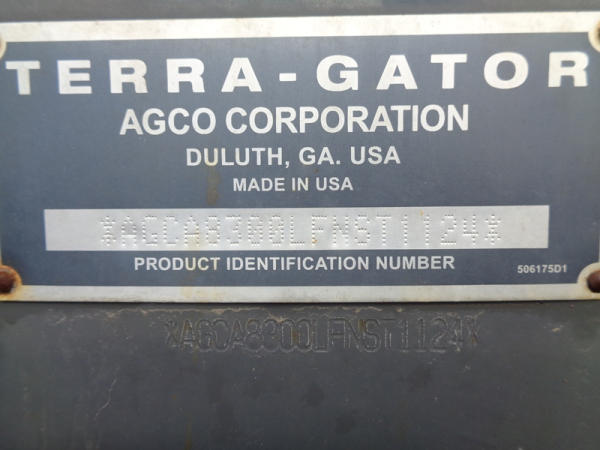 TERRA-GATOR
AGCO CORPORATION
DULUTH, GA. USA
MADE IN USA
*AGCA8300LFNST1124*
PRODUCT IDENTIFICATION NUMBER
506175D1
*AGCA8300LFNST1124*